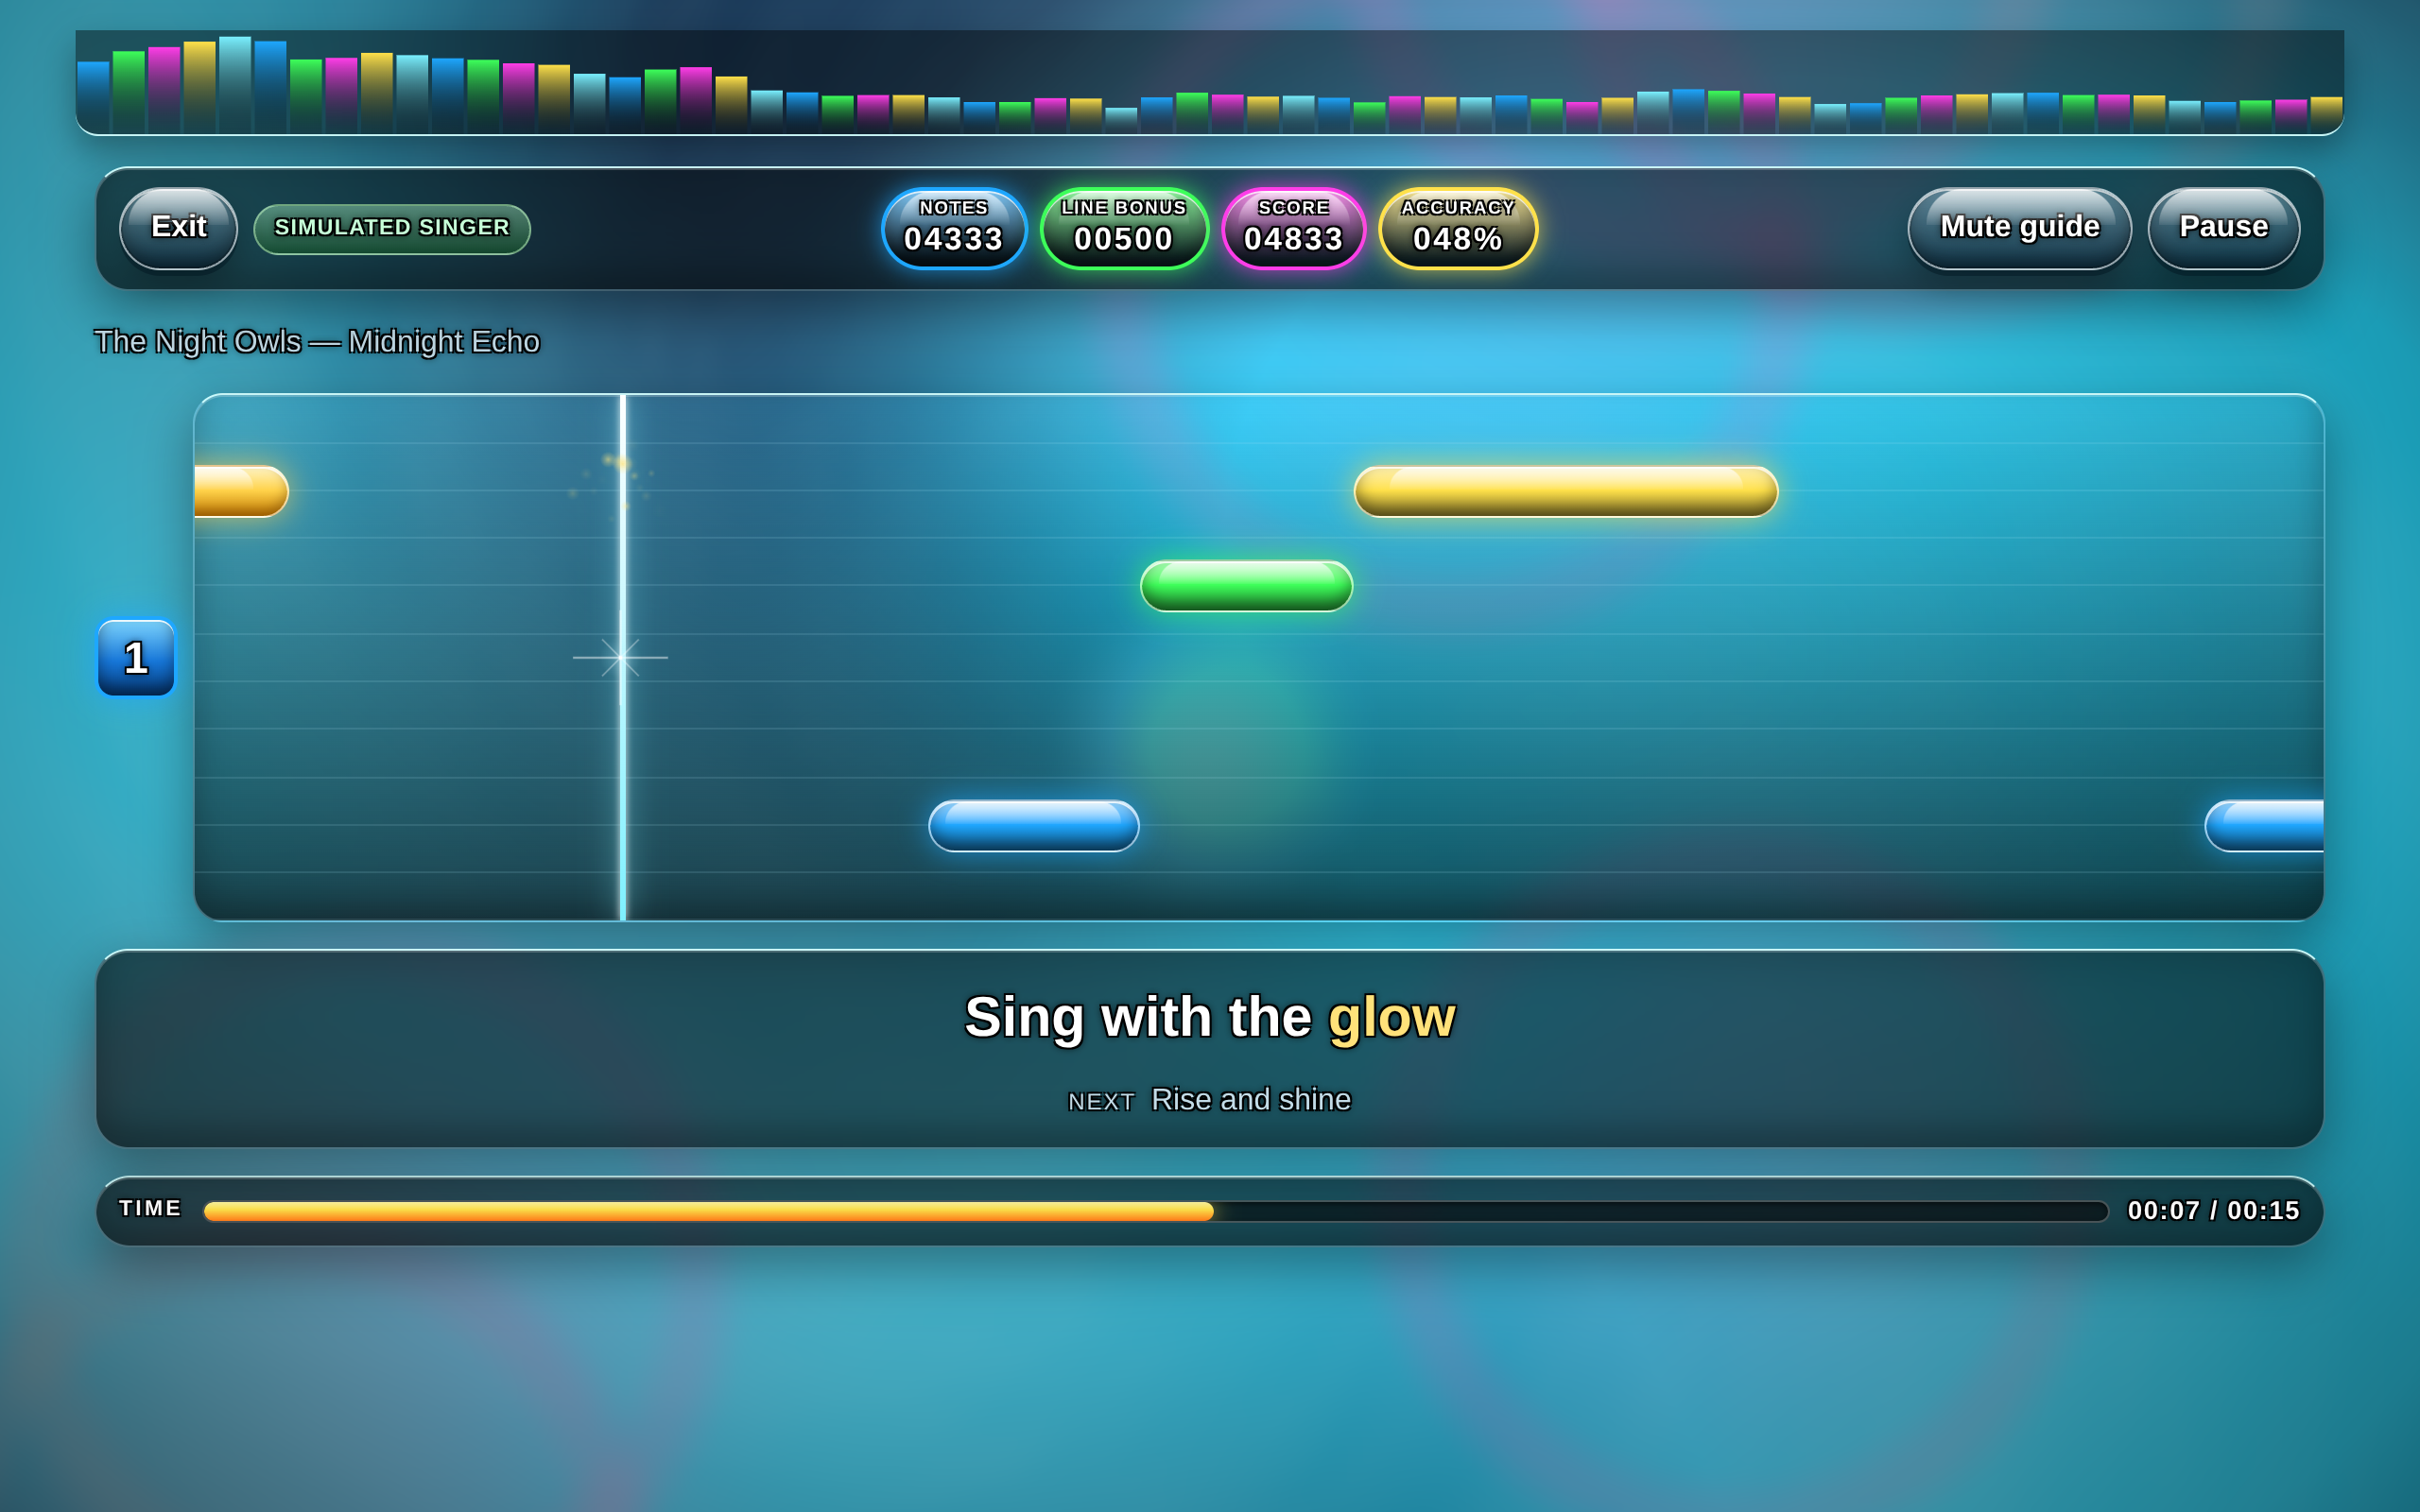 Exit
SIMULATED SINGER
NOTES
04333
LINE BONUS
00500
SCORE
04833
ACCURACY
048%
Mute guide
Pause
The Night Owls — Midnight Echo
1
Sing with the glow
NEXT Rise and shine
TIME
00:07 / 00:15